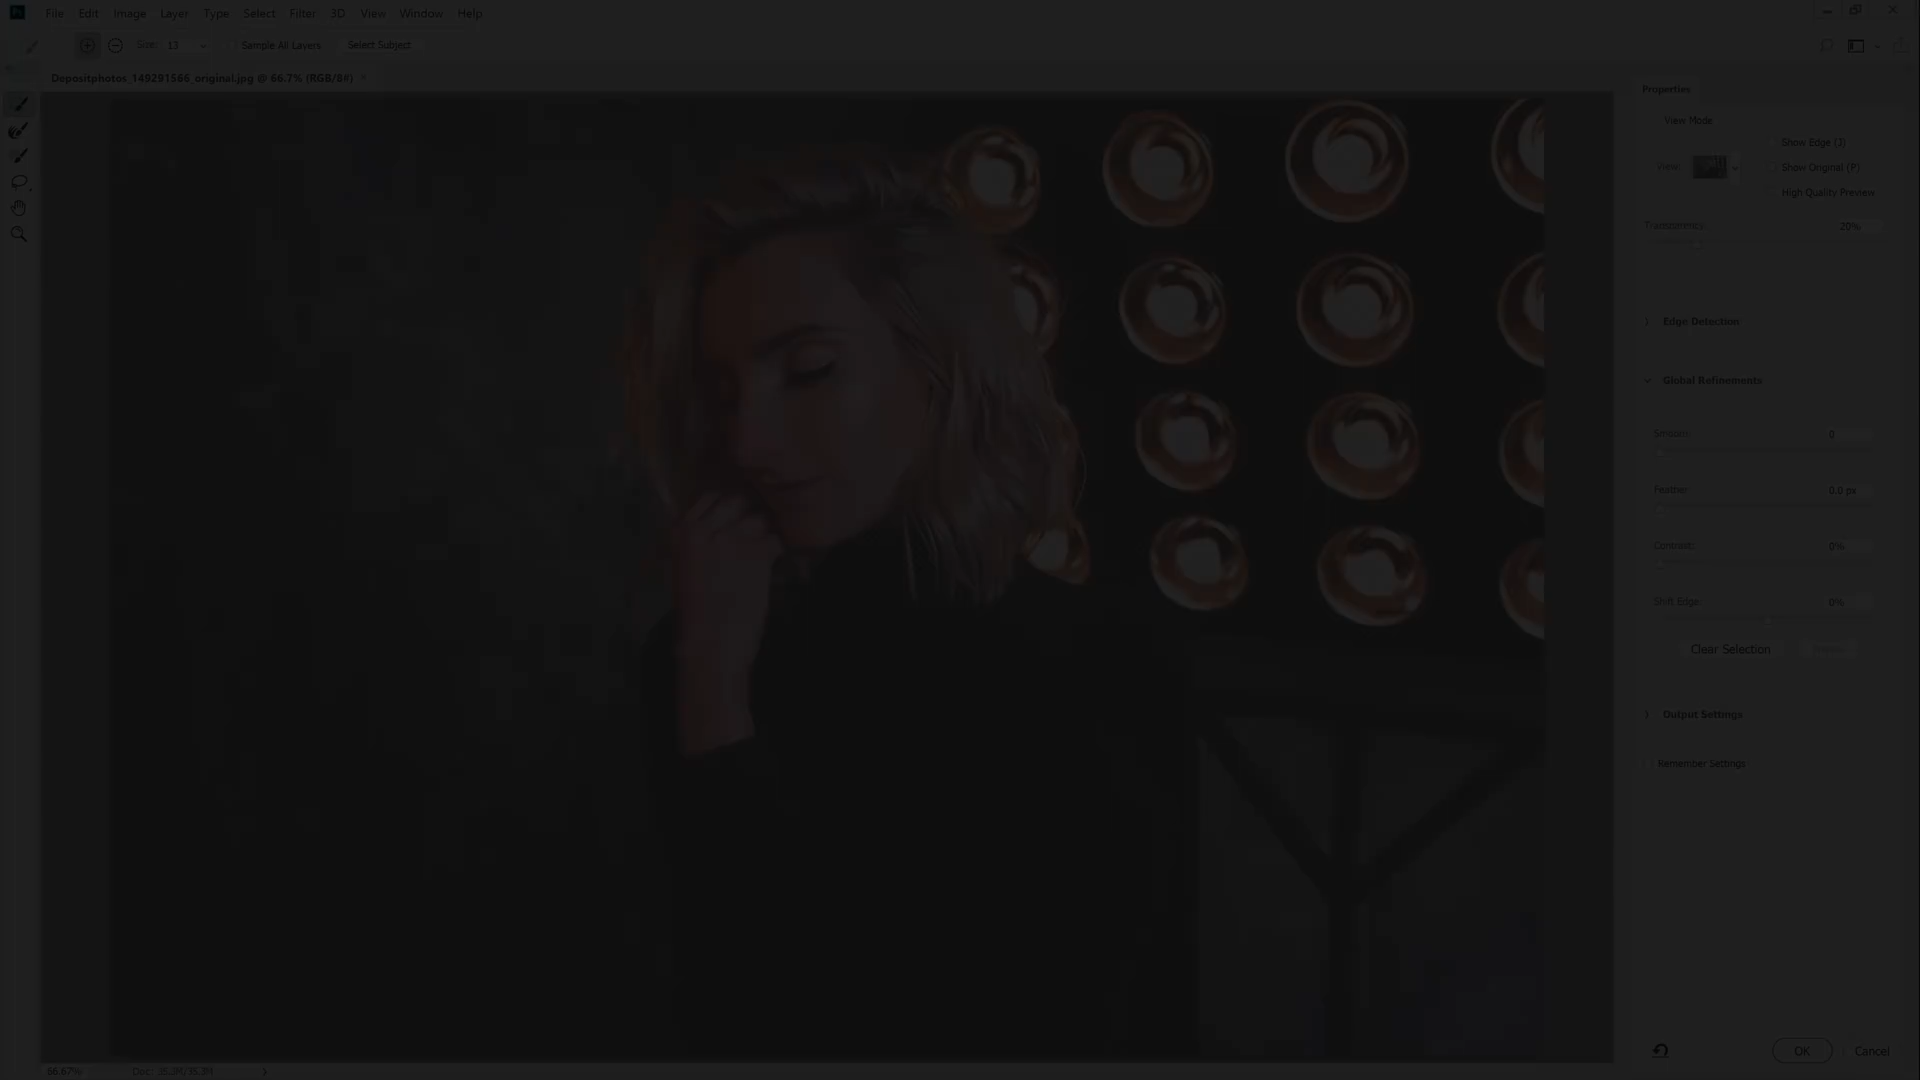 File Edit Image Layer Type Select Filter 3D View Window Help
Size: 13 Sample All Layers Select Subject
Depositphotos_149291566_original.jpg @ 66.7% (RGB/8#)
Properties
View Mode
Show Edge (J)
View:
Show Original (P)
High Quality Preview
Transparency: 20%
Edge Detection
Global Refinements
Smooth: 0
Feather: 0.0 px
Contrast: 0%
Shift Edge: 0%
Clear Selection
Output Settings
Remember Settings
OK Cancel
66.67%